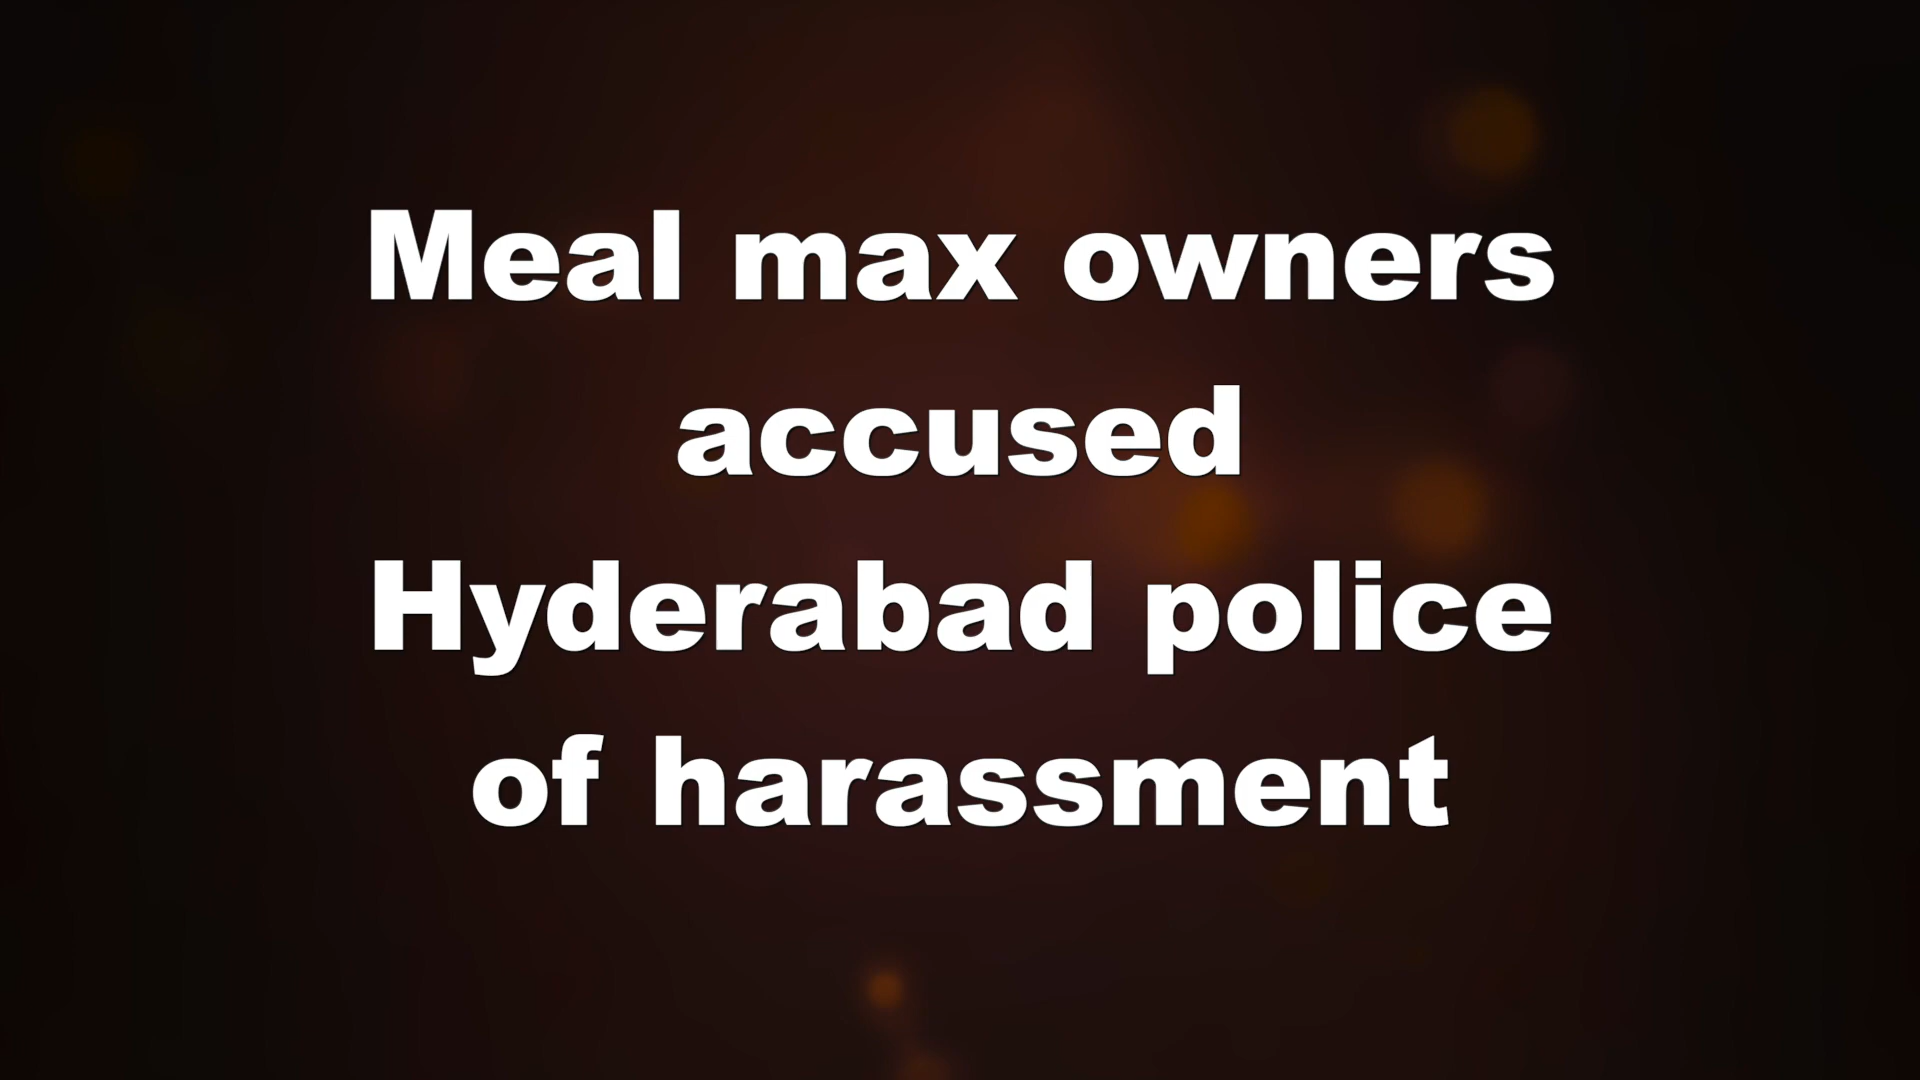 Meal max owners
accused
Hyderabad police
of harassment